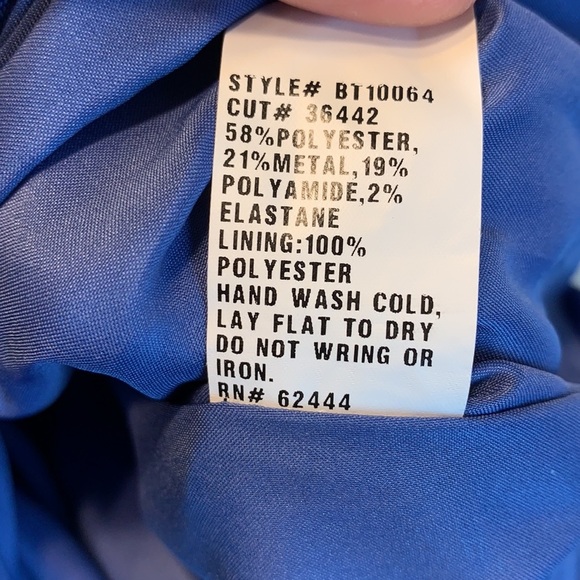 STYLE# BT10064
CUT# 36442
58%POLYESTER,
21%METAL,19%
POLYAMIDE,2%
ELASTANE
LINING:100%
POLYESTER
HAND WASH COLD,
LAY FLAT TO DRY
DO NOT WRING OR
IRON.
RN# 62444